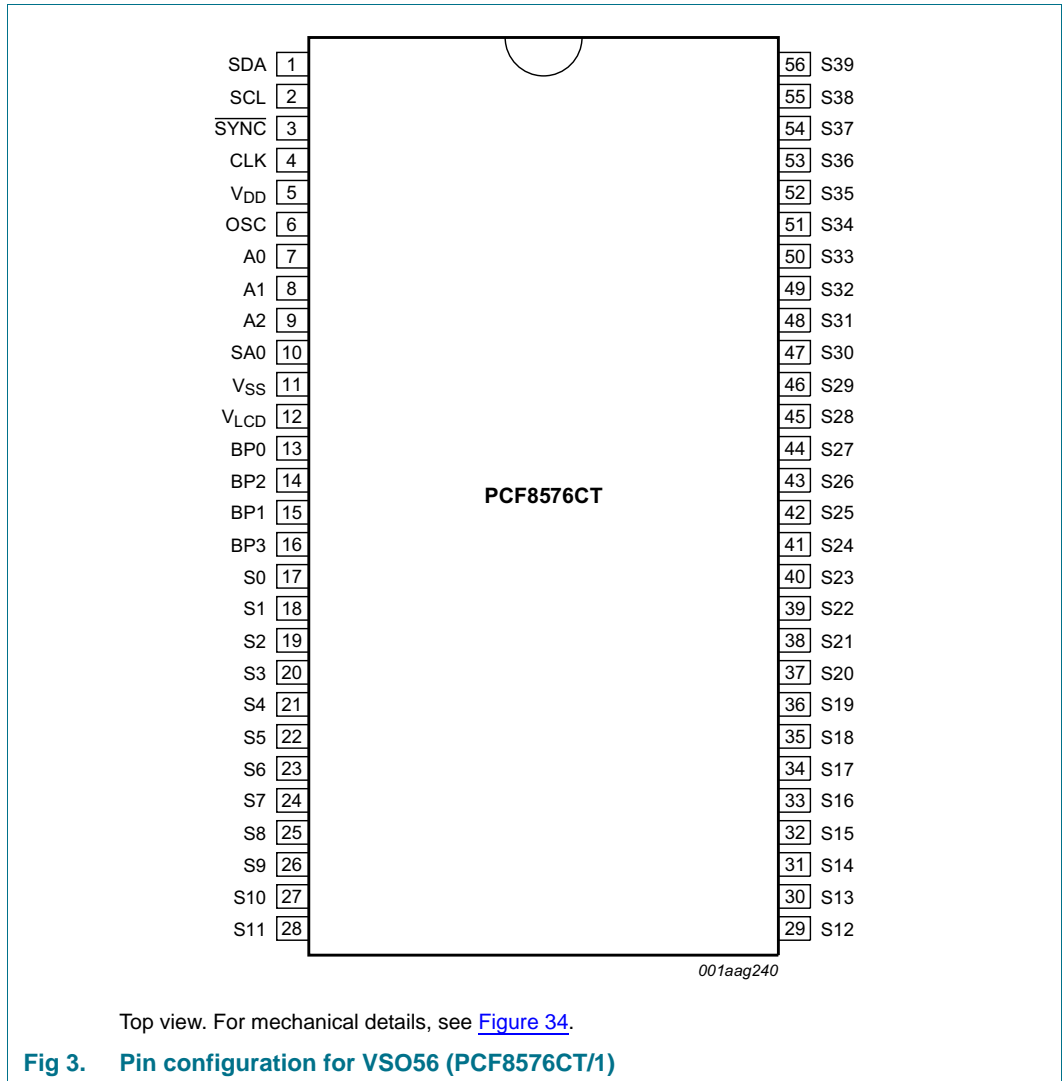 SDA 1 56 S39
SCL 2 55 S38
SYNC 3 54 S37
CLK 4 53 S36
VDD 5 52 S35
OSC 6 51 S34
A0 7 50 S33
A1 8 49 S32
A2 9 48 S31
SA0 10 47 S30
VSS 11 46 S29
VLCD 12 45 S28
BP0 13 44 S27
BP2 14 43 S26
PCF8576CT
BP1 15 42 S25
BP3 16 41 S24
S0 17 40 S23
S1 18 39 S22
S2 19 38 S21
S3 20 37 S20
S4 21 36 S19
S5 22 35 S18
S6 23 34 S17
S7 24 33 S16
S8 25 32 S15
S9 26 31 S14
S10 27 30 S13
S11 28 29 S12
001aag240
Top view. For mechanical details, see Figure 34.
Fig 3. Pin configuration for VSO56 (PCF8576CT/1)